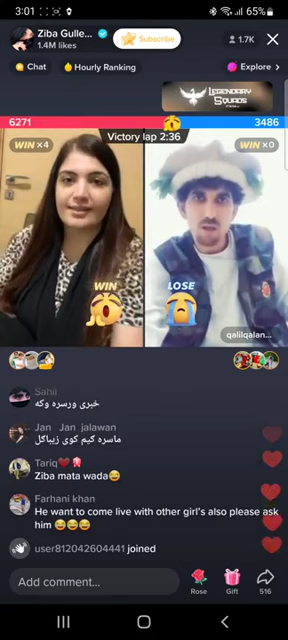 3:01
65%
Ziba Gulle...
1.4M likes
Subscribe
1.7K
Chat
Hourly Ranking
Explore >
LEGENDARY
SQUADS
6271
3486
Victory lap 2:36
WIN ×4
WIN ×0
WIN
LOSE
qalilqalan...
Sahil
خبری ورسره وکه
Jan Jan jalawan
ماسره گیم کوی زیباگل
Tariq❤️
Ziba mata wada😂
Farhani khan
He want to come live with other girl's also please ask
him 😂😂😂
user812042604441 joined
Add comment...
Rose
Gift
516